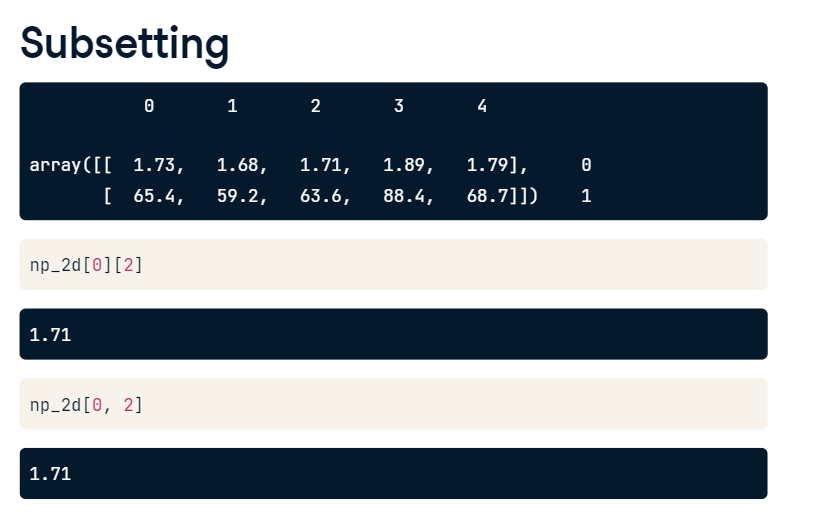 Subsetting
0 1 2 3 4
array([[ 1.73, 1.68, 1.71, 1.89, 1.79], 0
[ 65.4, 59.2, 63.6, 88.4, 68.7]]) 1
np_2d[0][2]
1.71
np_2d[0, 2]
1.71